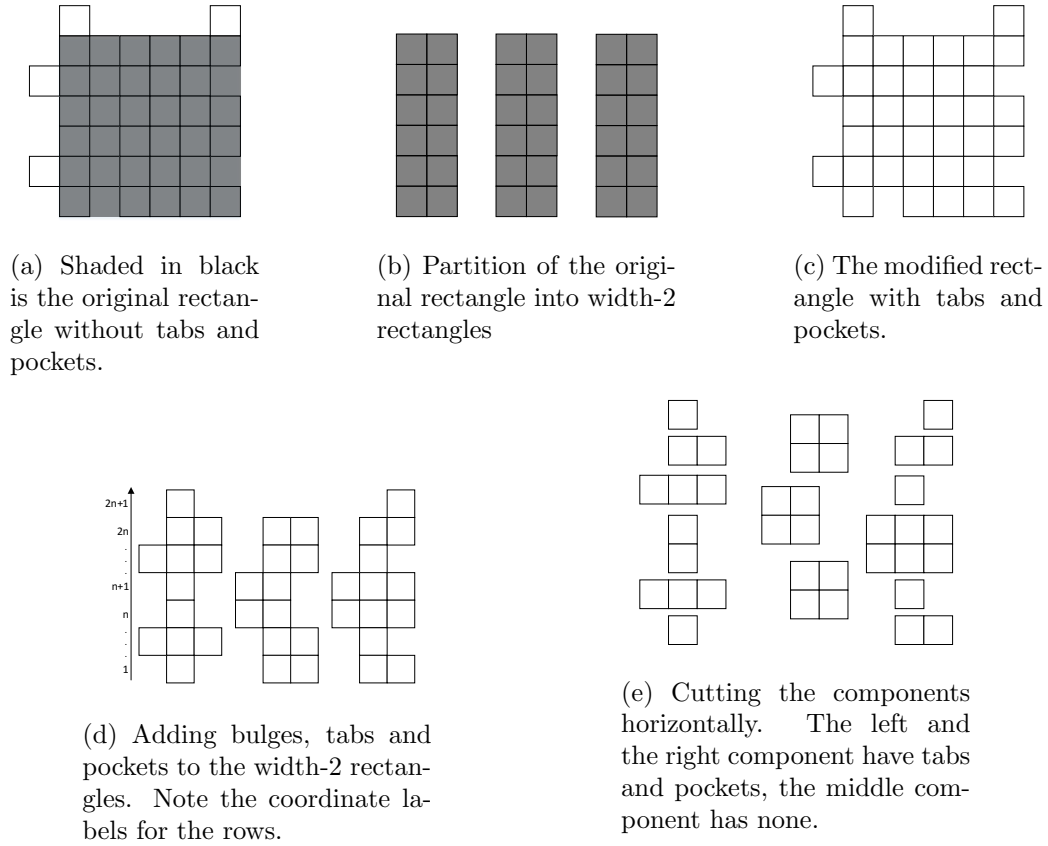 (a) Shaded in black
is the original rectan-
gle without tabs and
pockets.
(b) Partition of the origi-
nal rectangle into width-2
rectangles
(c) The modified rect-
angle with tabs and
pockets.
2n+1
2n
.
.
.
n+1
n
.
.
.
1
(d) Adding bulges, tabs and
pockets to the width-2 rectan-
gles. Note the coordinate la-
bels for the rows.
(e) Cutting the components
horizontally. The left and
the right component have tabs
and pockets, the middle com-
ponent has none.